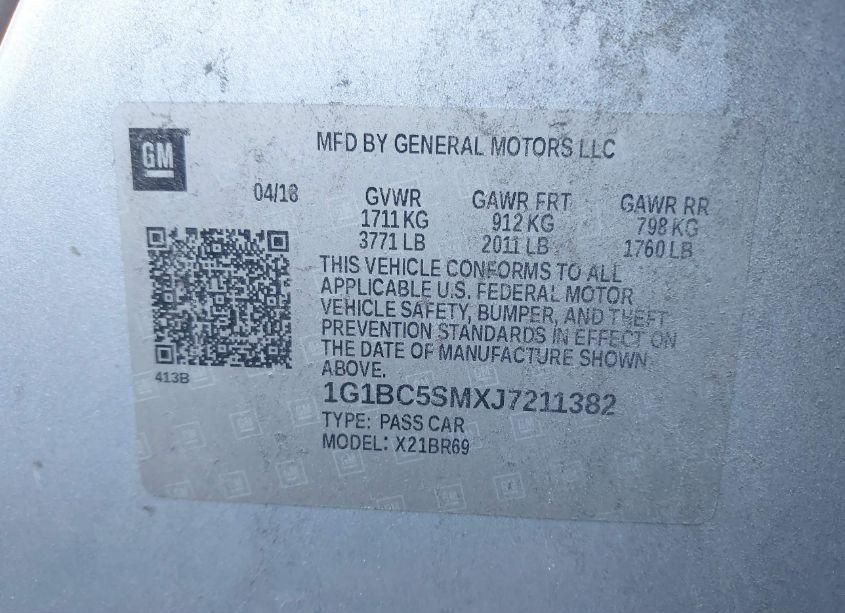 GM
MFD BY GENERAL MOTORS LLC
04/18
GVWR GAWR FRT GAWR RR
1711 KG 912 KG 798 KG
3771 LB 2011 LB 1760 LB
THIS VEHICLE CONFORMS TO ALL
APPLICABLE U.S. FEDERAL MOTOR
VEHICLE SAFETY, BUMPER, AND THEFT
PREVENTION STANDARDS IN EFFECT ON
THE DATE OF MANUFACTURE SHOWN
ABOVE.
413B
1G1BC5SMXJ7211382
TYPE: PASS CAR
MODEL: X21BR69